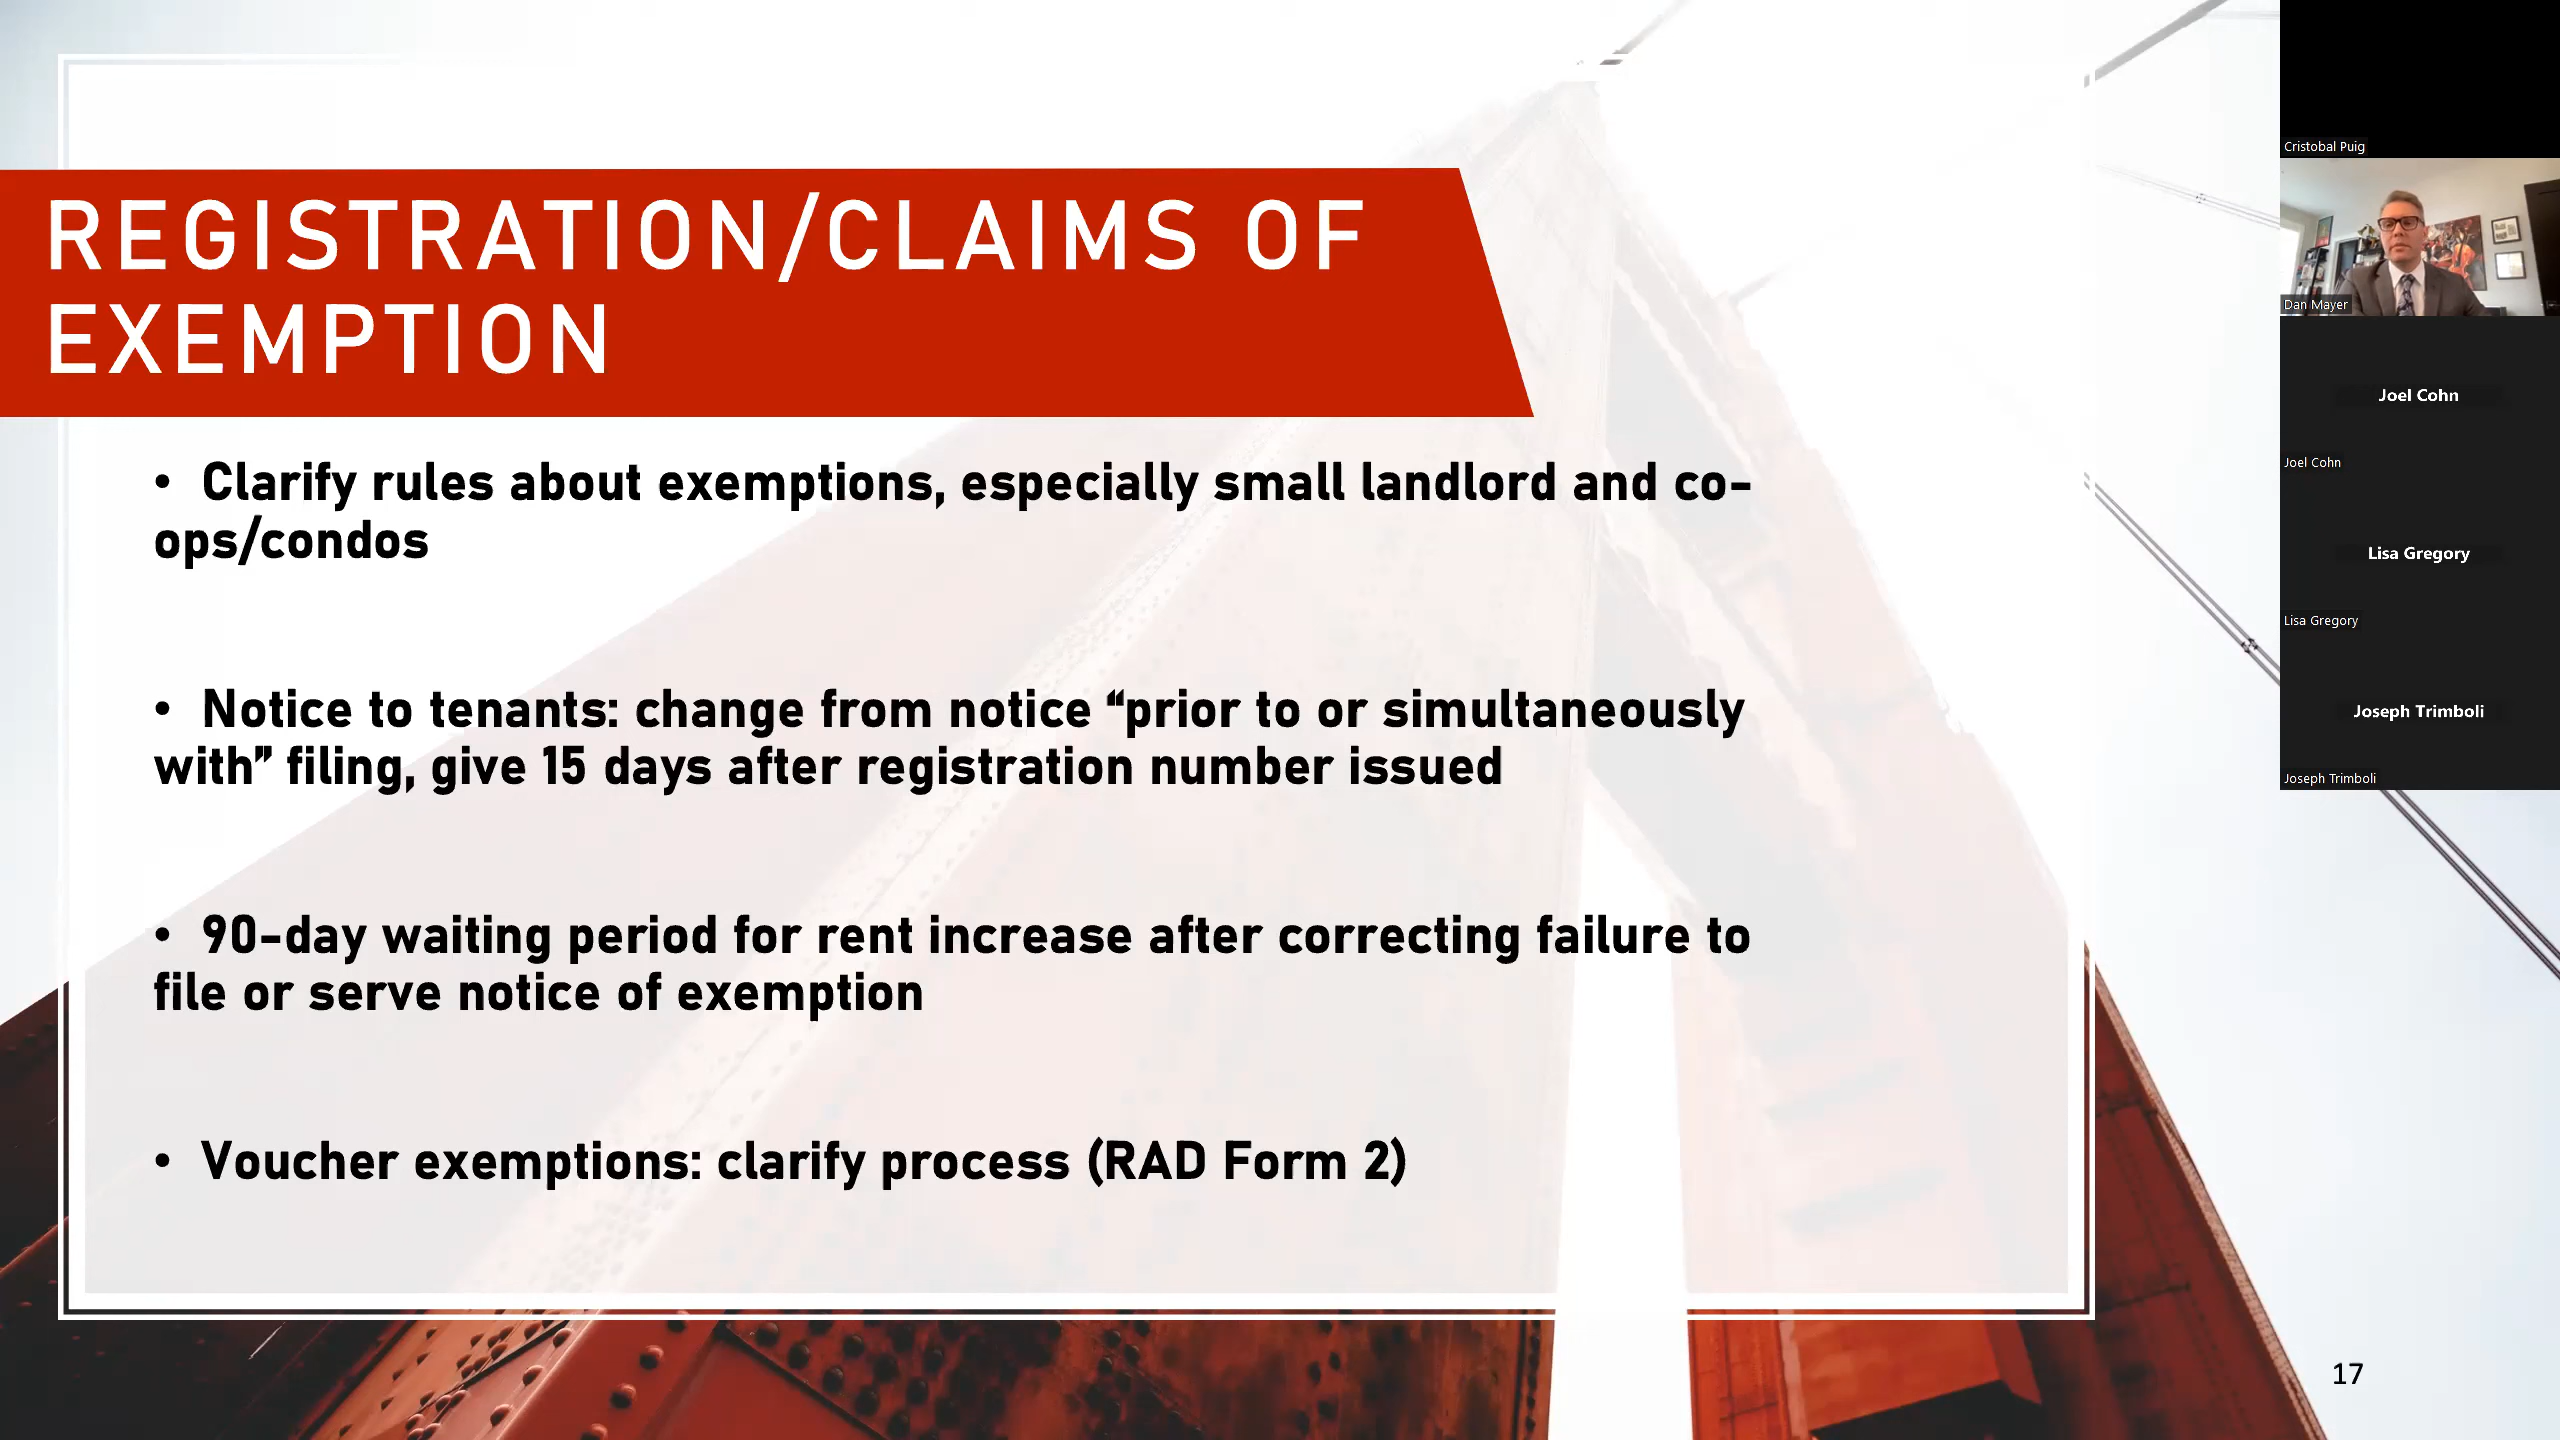 REGISTRATION/CLAIMS OF
EXEMPTION
• Clarify rules about exemptions, especially small landlord and co-
ops/condos
• Notice to tenants: change from notice “prior to or simultaneously
with” filing, give 15 days after registration number issued
• 90-day waiting period for rent increase after correcting failure to
file or serve notice of exemption
• Voucher exemptions: clarify process (RAD Form 2)
17
Cristobal Puig
Dan Mayer
Joel Cohn
Joel Cohn
Lisa Gregory
Lisa Gregory
Joseph Trimboli
Joseph Trimboli